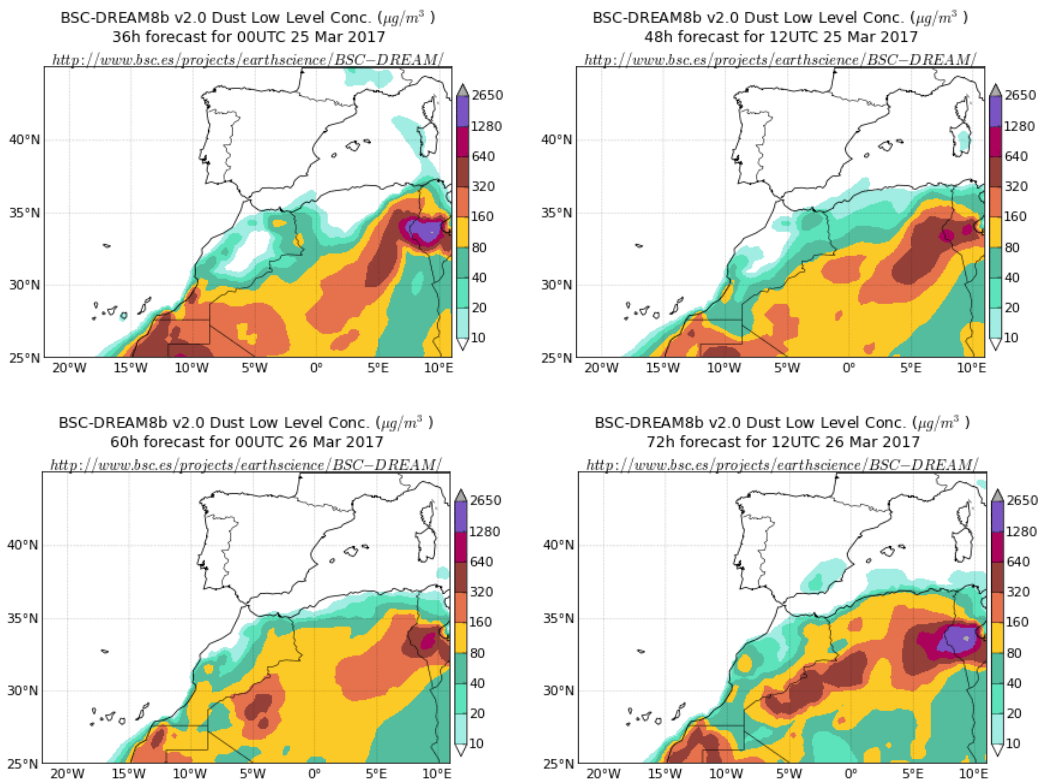 BSC-DREAM8b v2.0 Dust Low Level Conc. (μg/m³ )
36h forecast for 00UTC 25 Mar 2017
http://www.bsc.es/projects/earthscience/BSC−DREAM/
40°N
35°N
30°N
25°N
20°W
15°W
10°W
5°W
0°
5°E
10°E
2650
1280
640
320
160
80
40
20
10
BSC-DREAM8b v2.0 Dust Low Level Conc. (μg/m³ )
48h forecast for 12UTC 25 Mar 2017
http://www.bsc.es/projects/earthscience/BSC−DREAM/
40°N
35°N
30°N
25°N
20°W
15°W
10°W
5°W
0°
5°E
10°E
2650
1280
640
320
160
80
40
20
10
BSC-DREAM8b v2.0 Dust Low Level Conc. (μg/m³ )
60h forecast for 00UTC 26 Mar 2017
http://www.bsc.es/projects/earthscience/BSC−DREAM/
40°N
35°N
30°N
25°N
20°W
15°W
10°W
5°W
0°
5°E
10°E
2650
1280
640
320
160
80
40
20
10
BSC-DREAM8b v2.0 Dust Low Level Conc. (μg/m³ )
72h forecast for 12UTC 26 Mar 2017
http://www.bsc.es/projects/earthscience/BSC−DREAM/
40°N
35°N
30°N
25°N
20°W
15°W
10°W
5°W
0°
5°E
10°E
2650
1280
640
320
160
80
40
20
10